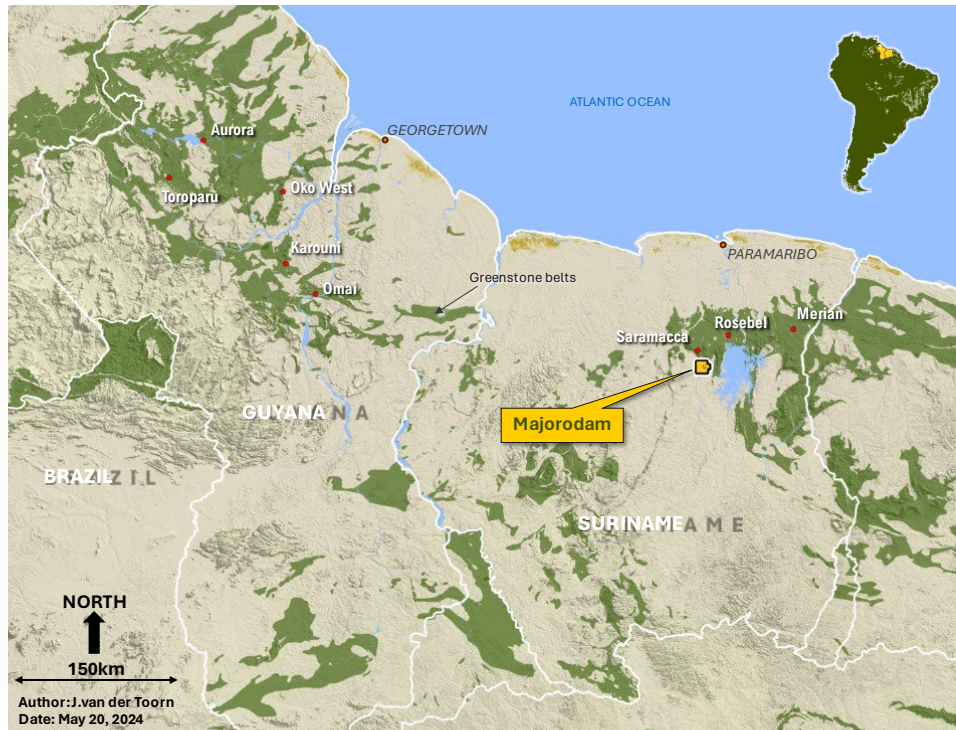 ATLANTIC OCEAN
GEORGETOWN
Aurora
Toroparu
Oko West
Karouni
Omai
PARAMARIBO
Greenstone belts
Merian
Rosebel
Saramacca
Majorodam
GUYANA N A
BRAZIL Z I L
SURINAME A M E
NORTH
150km
Author:J.van der Toorn
Date: May 20, 2024